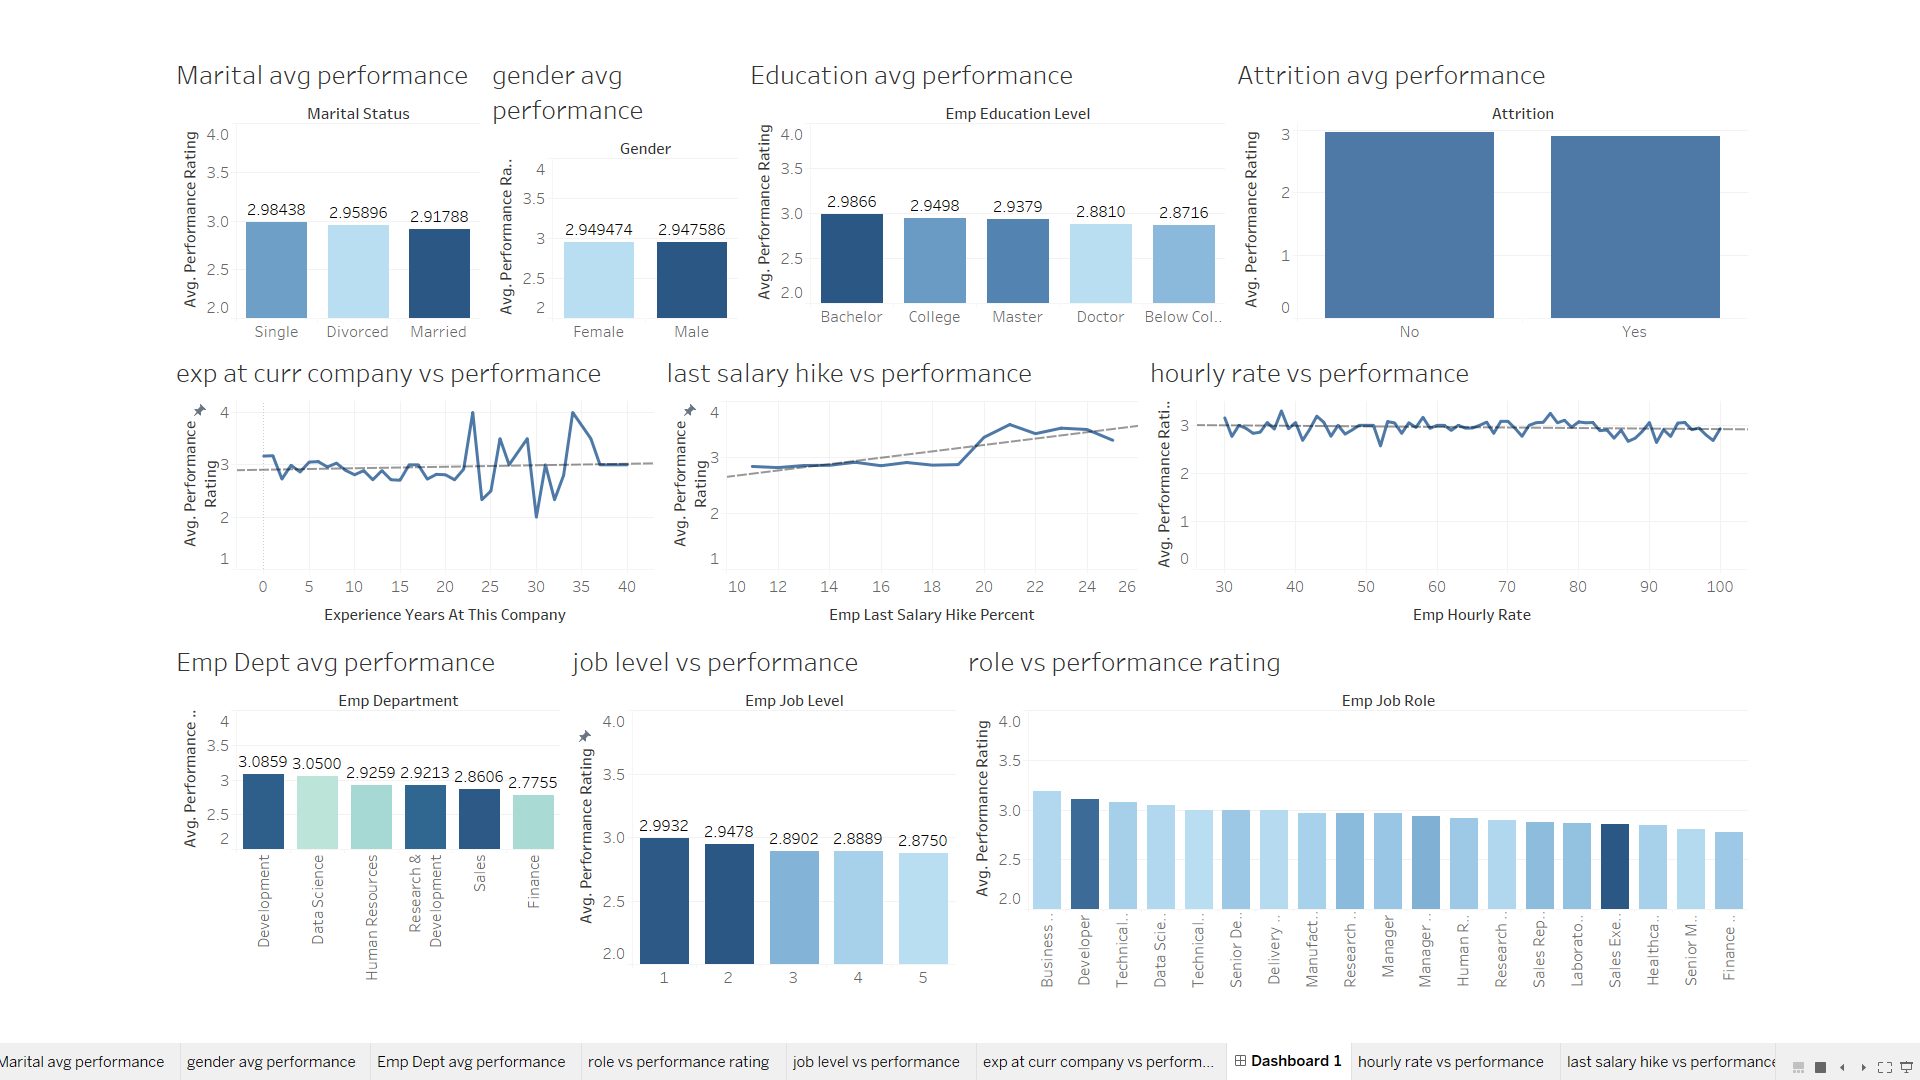 Marital avg performance
Marital Status
Avg. Performance Rating
4.0
3.5
3.0
2.5
2.0
2.98438
2.95896
2.91788
Single
Divorced
Married
gender avg
performance
Gender
Avg. Performance Ra..
4
3.5
3
2.5
2
2.949474
2.947586
Female
Male
Education avg performance
Emp Education Level
Avg. Performance Rating
4.0
3.5
3.0
2.5
2.0
2.9866
2.9498
2.9379
2.8810
2.8716
Bachelor
College
Master
Doctor
Below Col..
Attrition avg performance
Attrition
Avg. Performance Rating
3
2
1
0
No
Yes
exp at curr company vs performance
Avg. Performance
Rating
4
3
2
1
0
5
10
15
20
25
30
35
40
Experience Years At This Company
last salary hike vs performance
Avg. Performance
Rating
4
3
2
1
10
12
14
16
18
20
22
24
26
Emp Last Salary Hike Percent
hourly rate vs performance
Avg. Performance Rati..
3
2
1
0
30
40
50
60
70
80
90
100
Emp Hourly Rate
Emp Dept avg performance
Emp Department
Avg. Performance ..
4
3.5
3
2.5
2
3.0859
3.0500
2.9259
2.9213
2.8606
2.7755
Development
Data Science
Human Resources
Research &
Development
Sales
Finance
job level vs performance
Emp Job Level
Avg. Performance Rating
4.0
3.5
3.0
2.5
2.0
2.9932
2.9478
2.8902
2.8889
2.8750
1
2
3
4
5
role vs performance rating
Emp Job Role
Avg. Performance Rating
4.0
3.5
3.0
2.5
2.0
Business ..
Developer
Technical..
Data Scie..
Technical..
Senior De..
Delivery ..
Manufact..
Research ..
Manager
Manager ..
Human R..
Research ..
Sales Rep..
Laborato..
Sales Exe..
Healthca..
Senior M..
Finance ..
Marital avg performance
gender avg performance
Emp Dept avg performance
role vs performance rating
job level vs performance
exp at curr company vs perform...
Dashboard 1
hourly rate vs performance
last salary hike vs performance